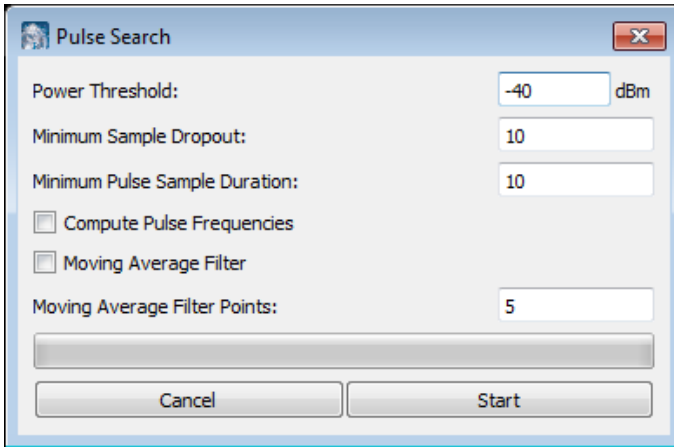 Pulse Search
Power Threshold: -40 dBm
Minimum Sample Dropout: 10
Minimum Pulse Sample Duration: 10
Compute Pulse Frequencies
Moving Average Filter
Moving Average Filter Points: 5
Cancel Start